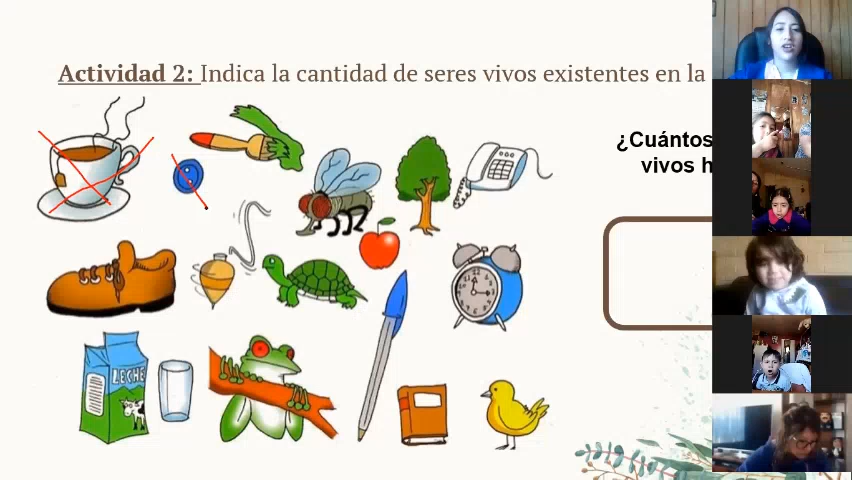 Actividad 2: Indica la cantidad de seres vivos existentes en la
¿Cuántos
vivos h
LECHE